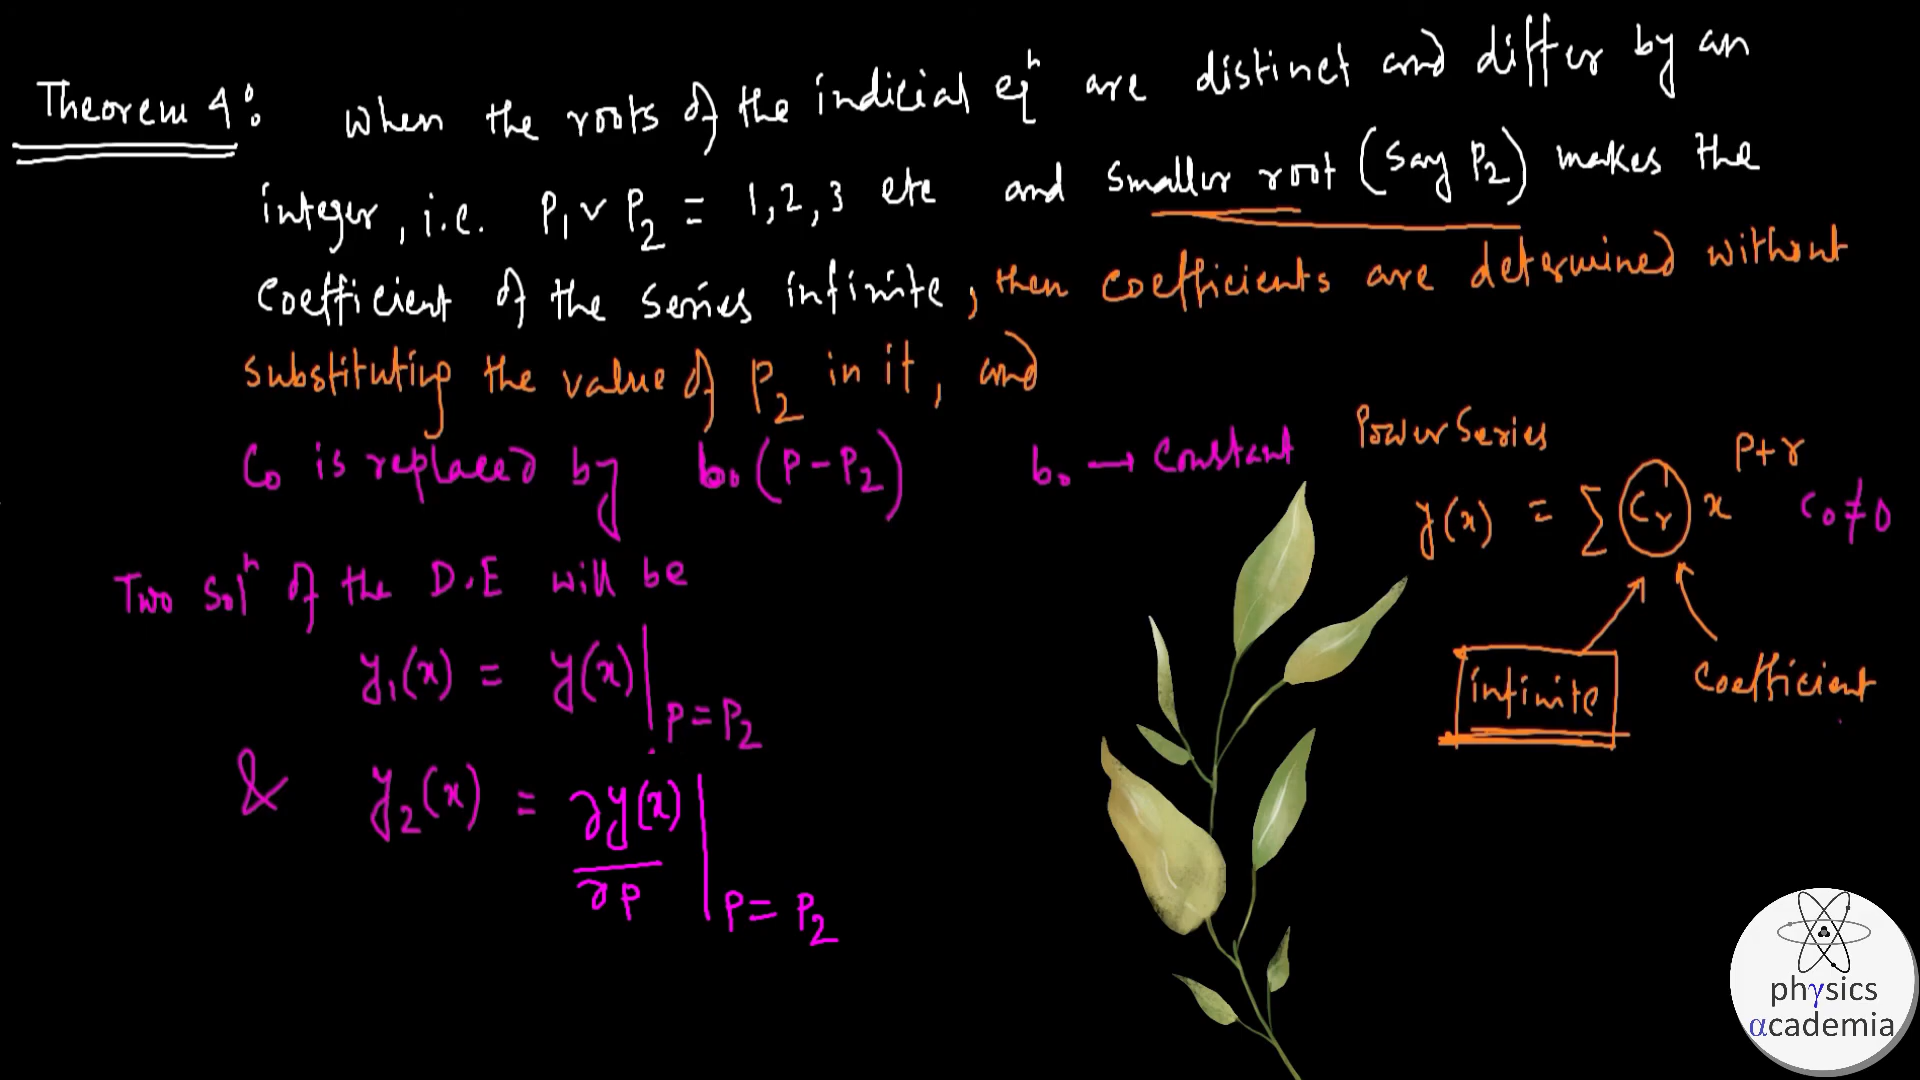 Theorem 4: When the roots of the indicial eqⁿ are distinct and differ by an
integer, i.e. P₁ ~ P₂ = 1,2,3 etc and smaller root (say P₂) makes the
Coefficient of the series infinite, then coefficients are determined without
substituting the value of P₂ in it, and
C₀ is replaced by b₀(P-P₂) b₀ → Constant
Power Series
y(x) = Σ Cᵣ x^(P+r) C₀≠0
infinite
Coefficient
Two Solⁿ of the D.E will be
y₁(x) = y(x)|P=P₂
& y₂(x) = ∂y(x)/∂P |P=P₂
physics
αcademia